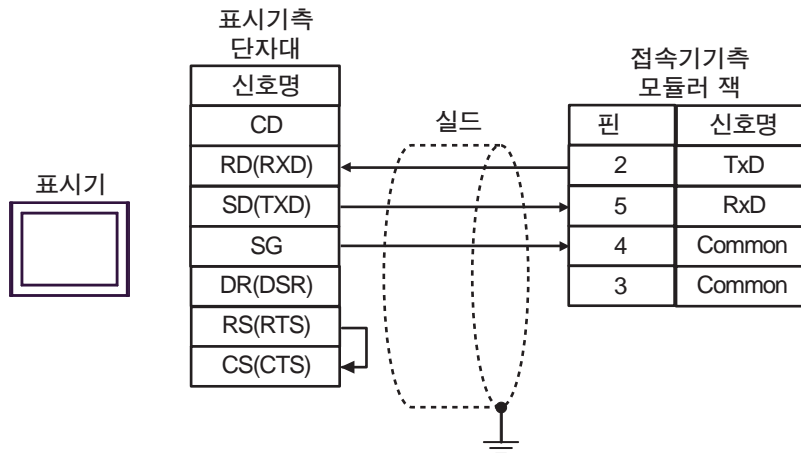 표시기측
단자대
신호명
CD
RD(RXD)
SD(TXD)
SG
DR(DSR)
RS(RTS)
CS(CTS)
표시기
실드
접속기기측
모듈러 잭
핀 신호명
2 TxD
5 RxD
4 Common
3 Common